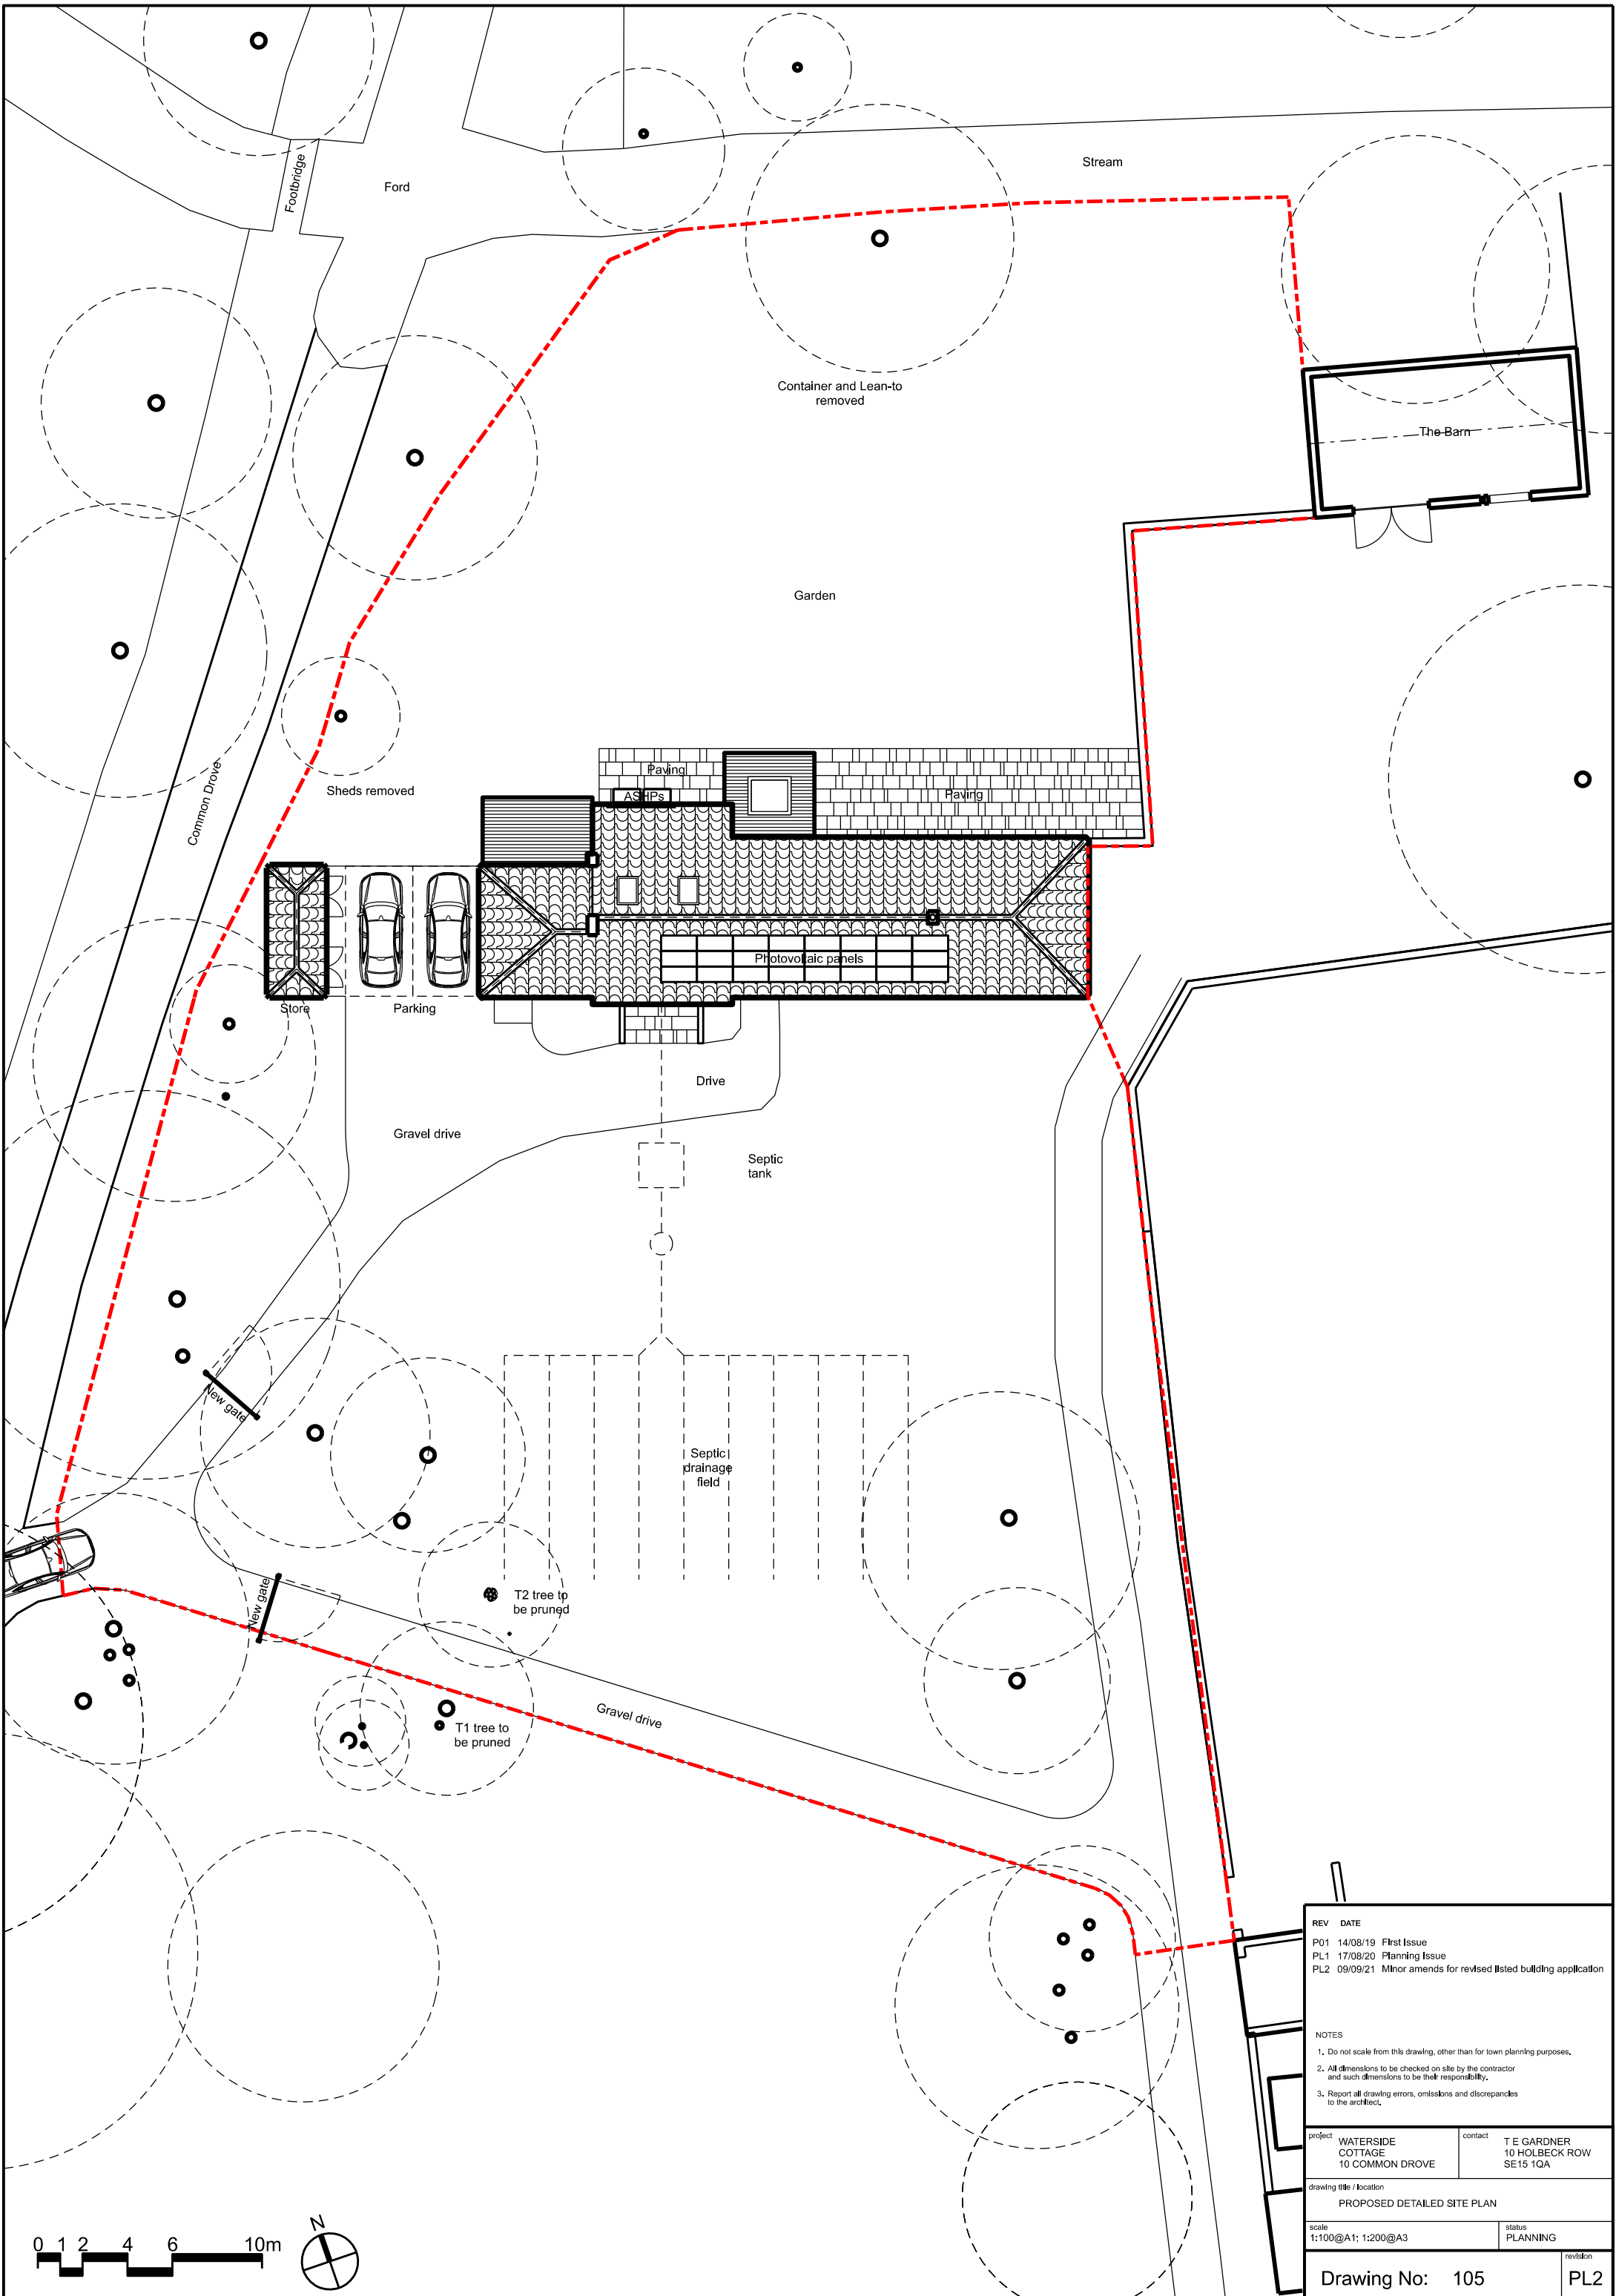 Footbridge
Ford
Stream
Container and Lean-to
removed
The Barn
Garden
Common Drove
Sheds removed
Paving
ASHPs
Paving
Photovoltaic panels
Store
Parking
Drive
Gravel drive
Septic
tank
New gate
Septic
drainage
field
New gate
T2 tree to
be pruned
T1 tree to
be pruned
Gravel drive
REV DATE
P01 14/08/19 First Issue
PL1 17/08/20 Planning Issue
PL2 09/09/21 Minor amends for revised listed building application
NOTES
1. Do not scale from this drawing, other than for town planning purposes.
2. All dimensions to be checked on site by the contractor
and such dimensions to be their responsibility.
3. Report all drawing errors, omissions and discrepancies
to the architect.
project
WATERSIDE
COTTAGE
10 COMMON DROVE
contact
T E GARDNER
10 HOLBECK ROW
SE15 1QA
drawing title / location
PROPOSED DETAILED SITE PLAN
scale
1:100@A1; 1:200@A3
status
PLANNING
Drawing No: 105
revision
PL2
0 1 2 4 6 10m
N